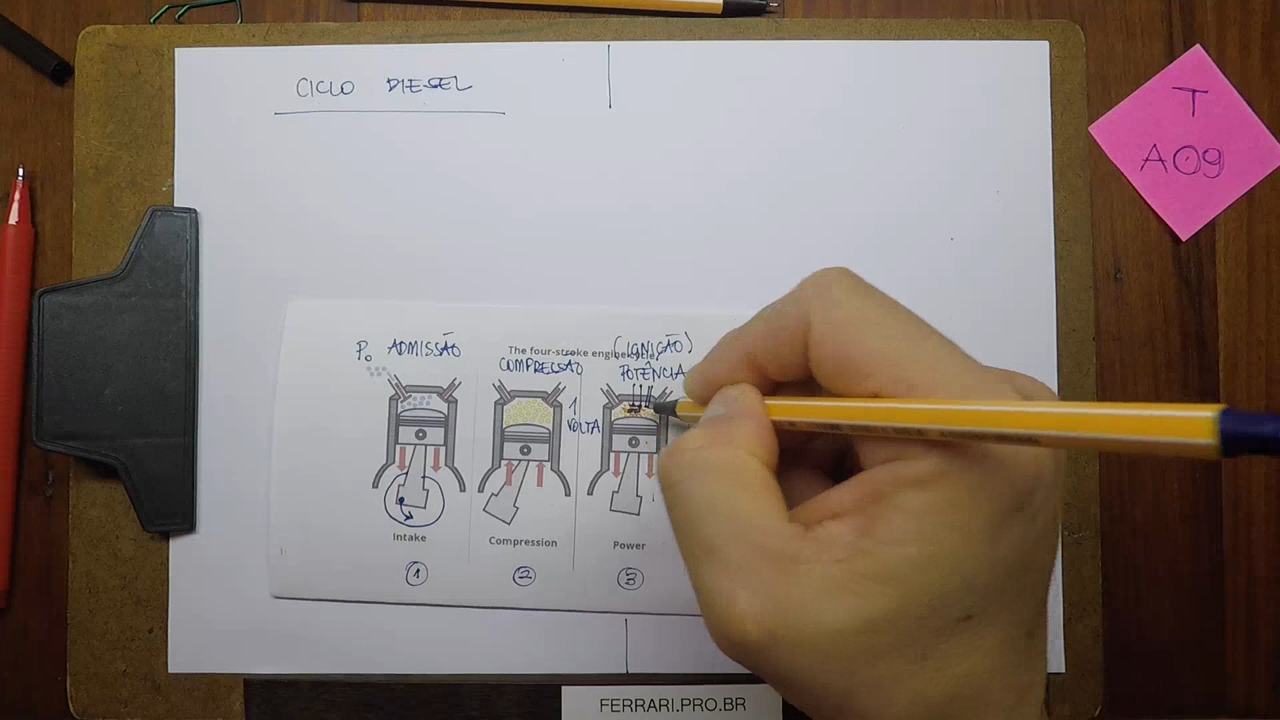 CICLO DIESEL
T
A09
P₀ ADMISSÃO
The four-stroke engine cycle
COMPRESSÃO
(IGNIÇÃO)
POTÊNCIA
1
VOLTA
Intake
Compression
Power
1
2
3
FERRARI.PRO.BR